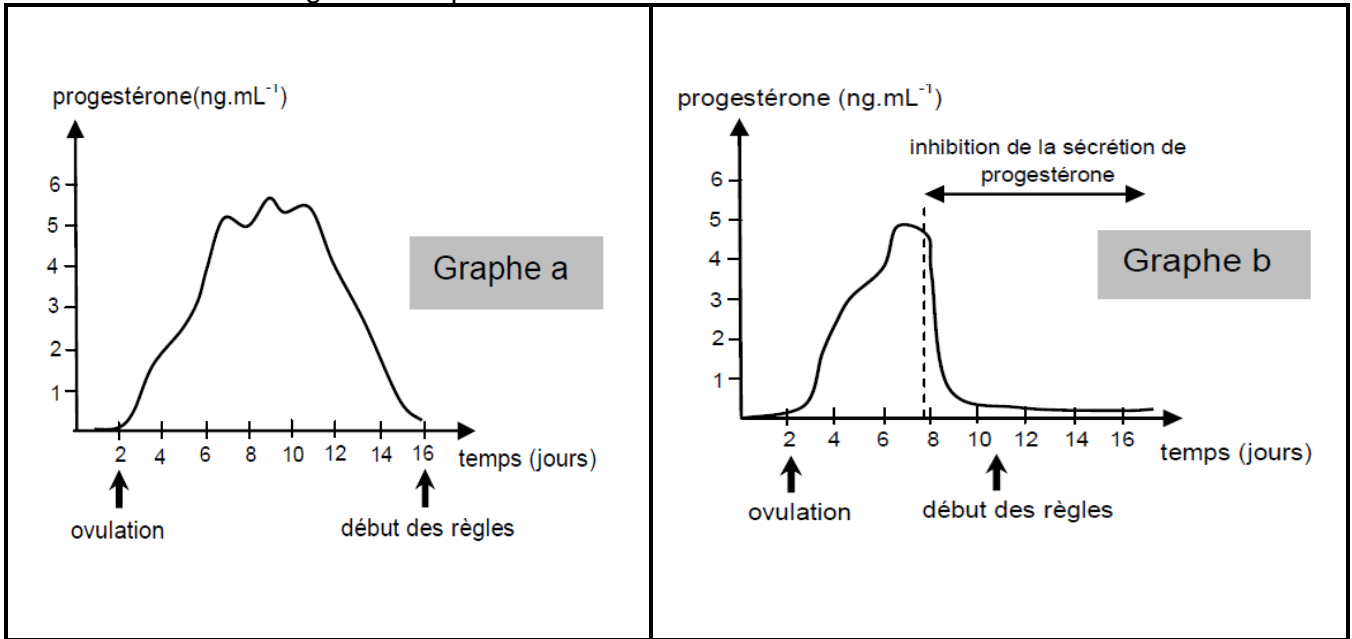 progestérone(ng.mL⁻¹)
6
5
4
3
2
1
2 4 6 8 10 12 14 16 temps (jours)
ovulation
début des règles
Graphe a
progestérone (ng.mL⁻¹)
inhibition de la sécrétion de
progestérone
6
5
4
3
2
1
2 4 6 8 10 12 14 16
temps (jours)
ovulation
début des règles
Graphe b